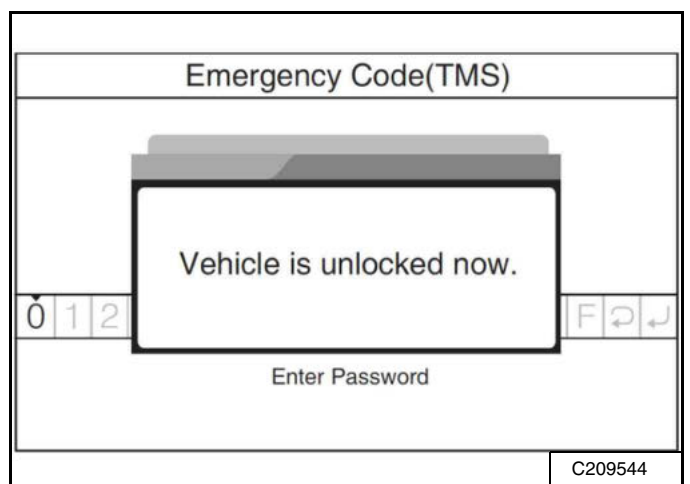 Emergency Code(TMS)
Vehicle is unlocked now.
0 1 2 F
Enter Password
C209544